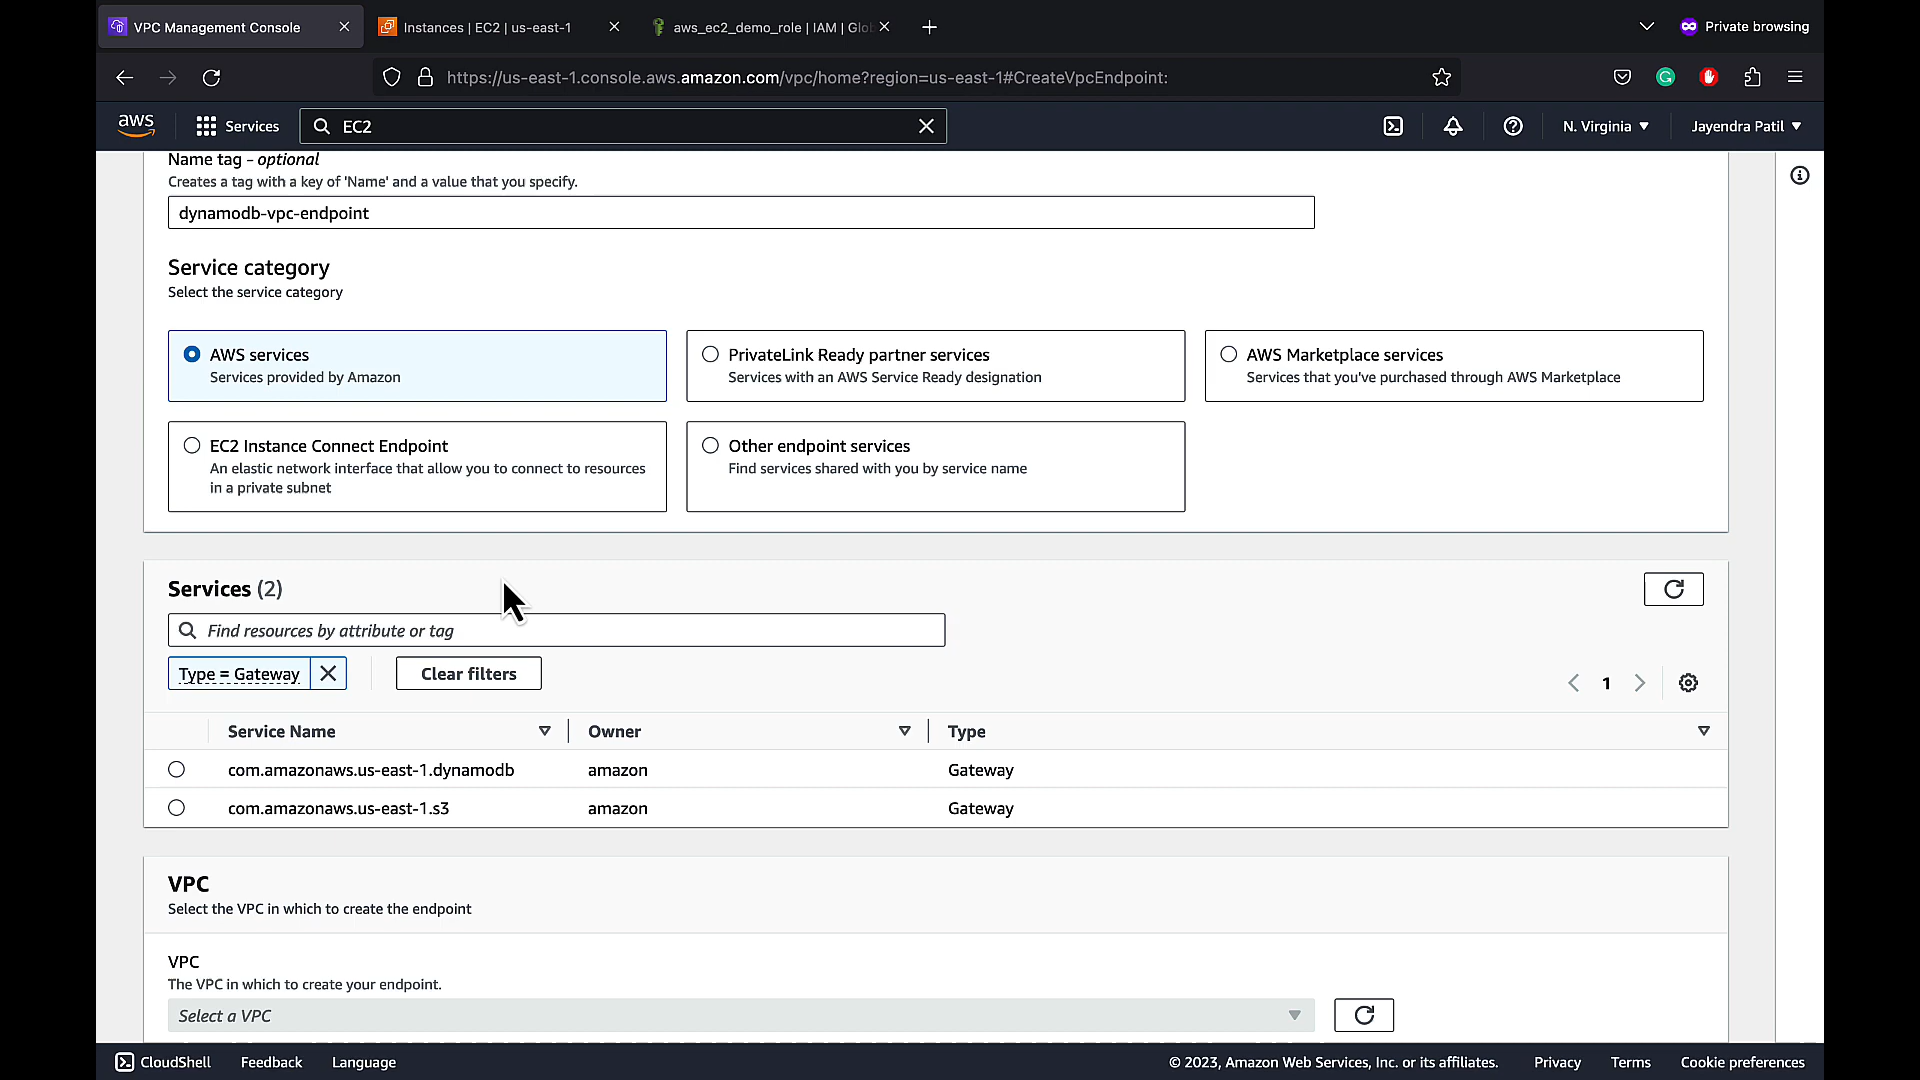 VPC Management Console
Instances | EC2 | us-east-1
aws_ec2_demo_role | IAM | Glo
Private browsing
https://us-east-1.console.aws.amazon.com/vpc/home?region=us-east-1#CreateVpcEndpoint:
aws
Services
EC2
N. Virginia
Jayendra Patil
Name tag - optional
Creates a tag with a key of 'Name' and a value that you specify.
dynamodb-vpc-endpoint
Service category
Select the service category
AWS services
Services provided by Amazon
PrivateLink Ready partner services
Services with an AWS Service Ready designation
AWS Marketplace services
Services that you've purchased through AWS Marketplace
EC2 Instance Connect Endpoint
An elastic network interface that allow you to connect to resources
in a private subnet
Other endpoint services
Find services shared with you by service name
Services (2)
Find resources by attribute or tag
Type = Gateway
Clear filters
1
Service Name
Owner
Type
com.amazonaws.us-east-1.dynamodb
amazon
Gateway
com.amazonaws.us-east-1.s3
amazon
Gateway
VPC
Select the VPC in which to create the endpoint
VPC
The VPC in which to create your endpoint.
Select a VPC
CloudShell
Feedback
Language
© 2023, Amazon Web Services, Inc. or its affiliates.
Privacy
Terms
Cookie preferences